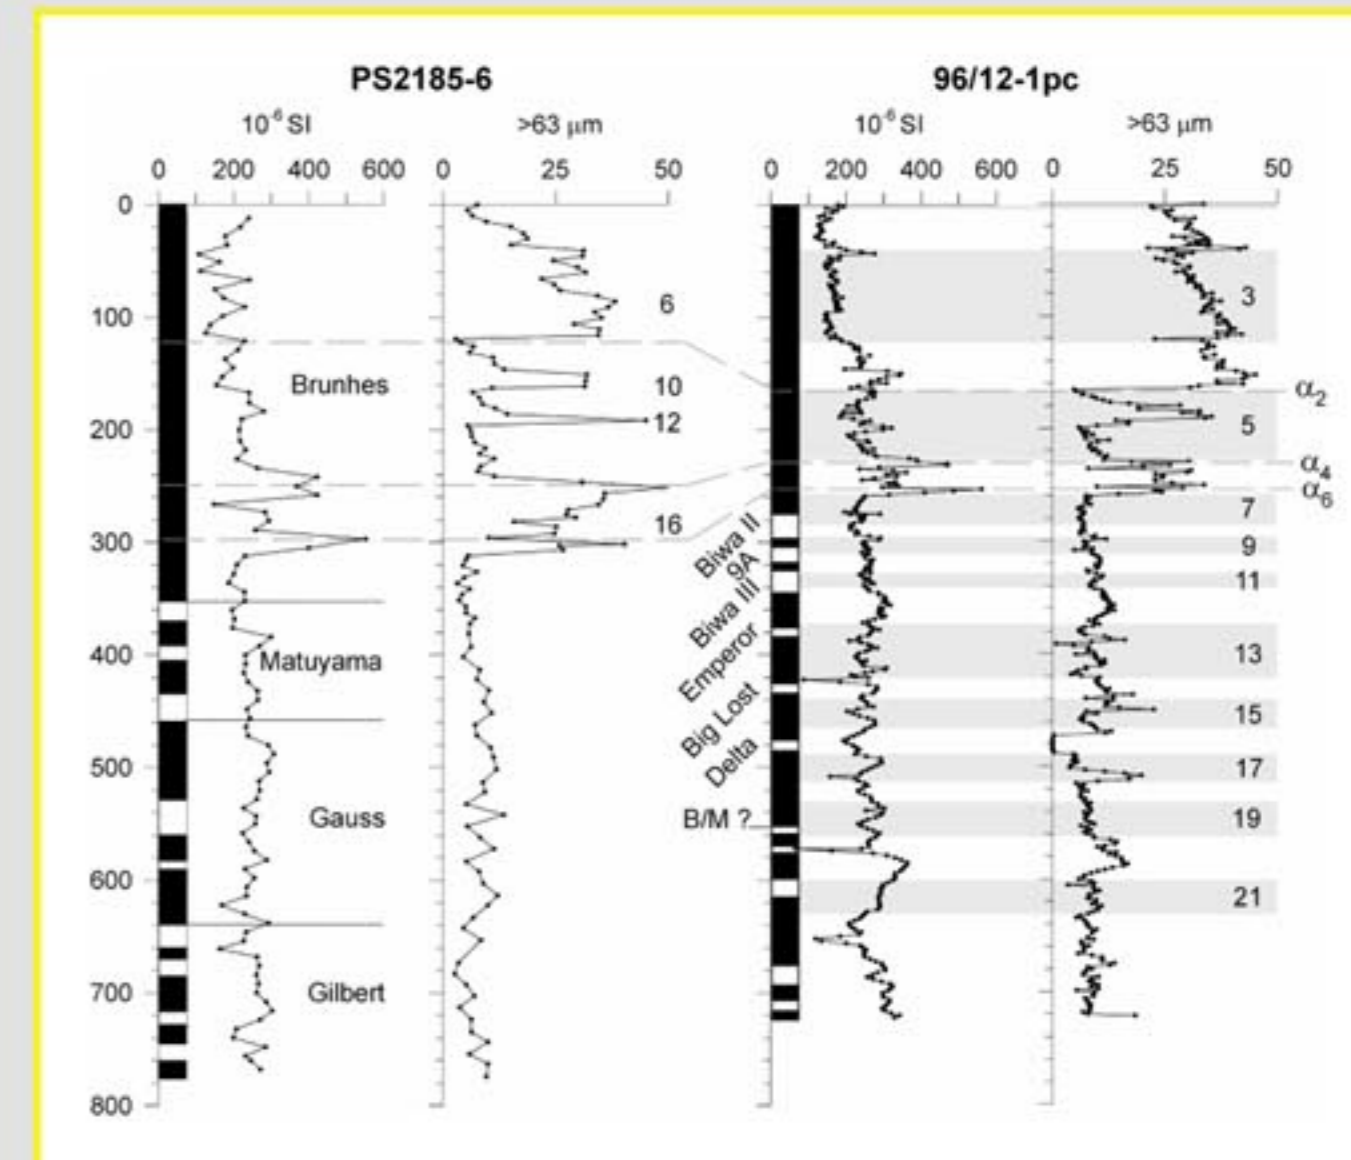 PS2185-6 96/12-1pc
10⁻⁶ SI >63 μm 10⁻⁶ SI >63 μm
0 200 400 600 0 25 50 0 200 400 600 0 25 50
0
100
200
300
400
500
600
700
800
Brunhes
Matuyama
Gauss
Gilbert
6
10
12
16
Biwa II
9A
Biwa III
Emperor
Big Lost
Delta
B/M ?
3
5
7
9
11
13
15
17
19
21
α₂
α₄
α₆